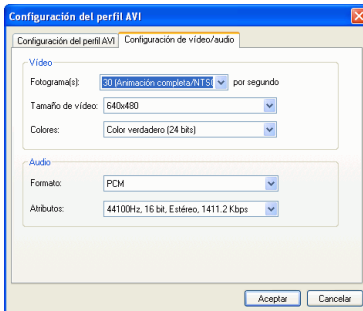 Configuración del perfil AVI
Configuración del perfil AVI Configuración de vídeo/audio
Vídeo
Fotograma(s): 30 (Animación completa/NTS( por segundo
Tamaño de vídeo: 640x480
Colores: Color verdadero (24 bits)
Audio
Formato: PCM
Atributos: 44100Hz, 16 bit, Estéreo, 1411.2 Kbps
Aceptar Cancelar